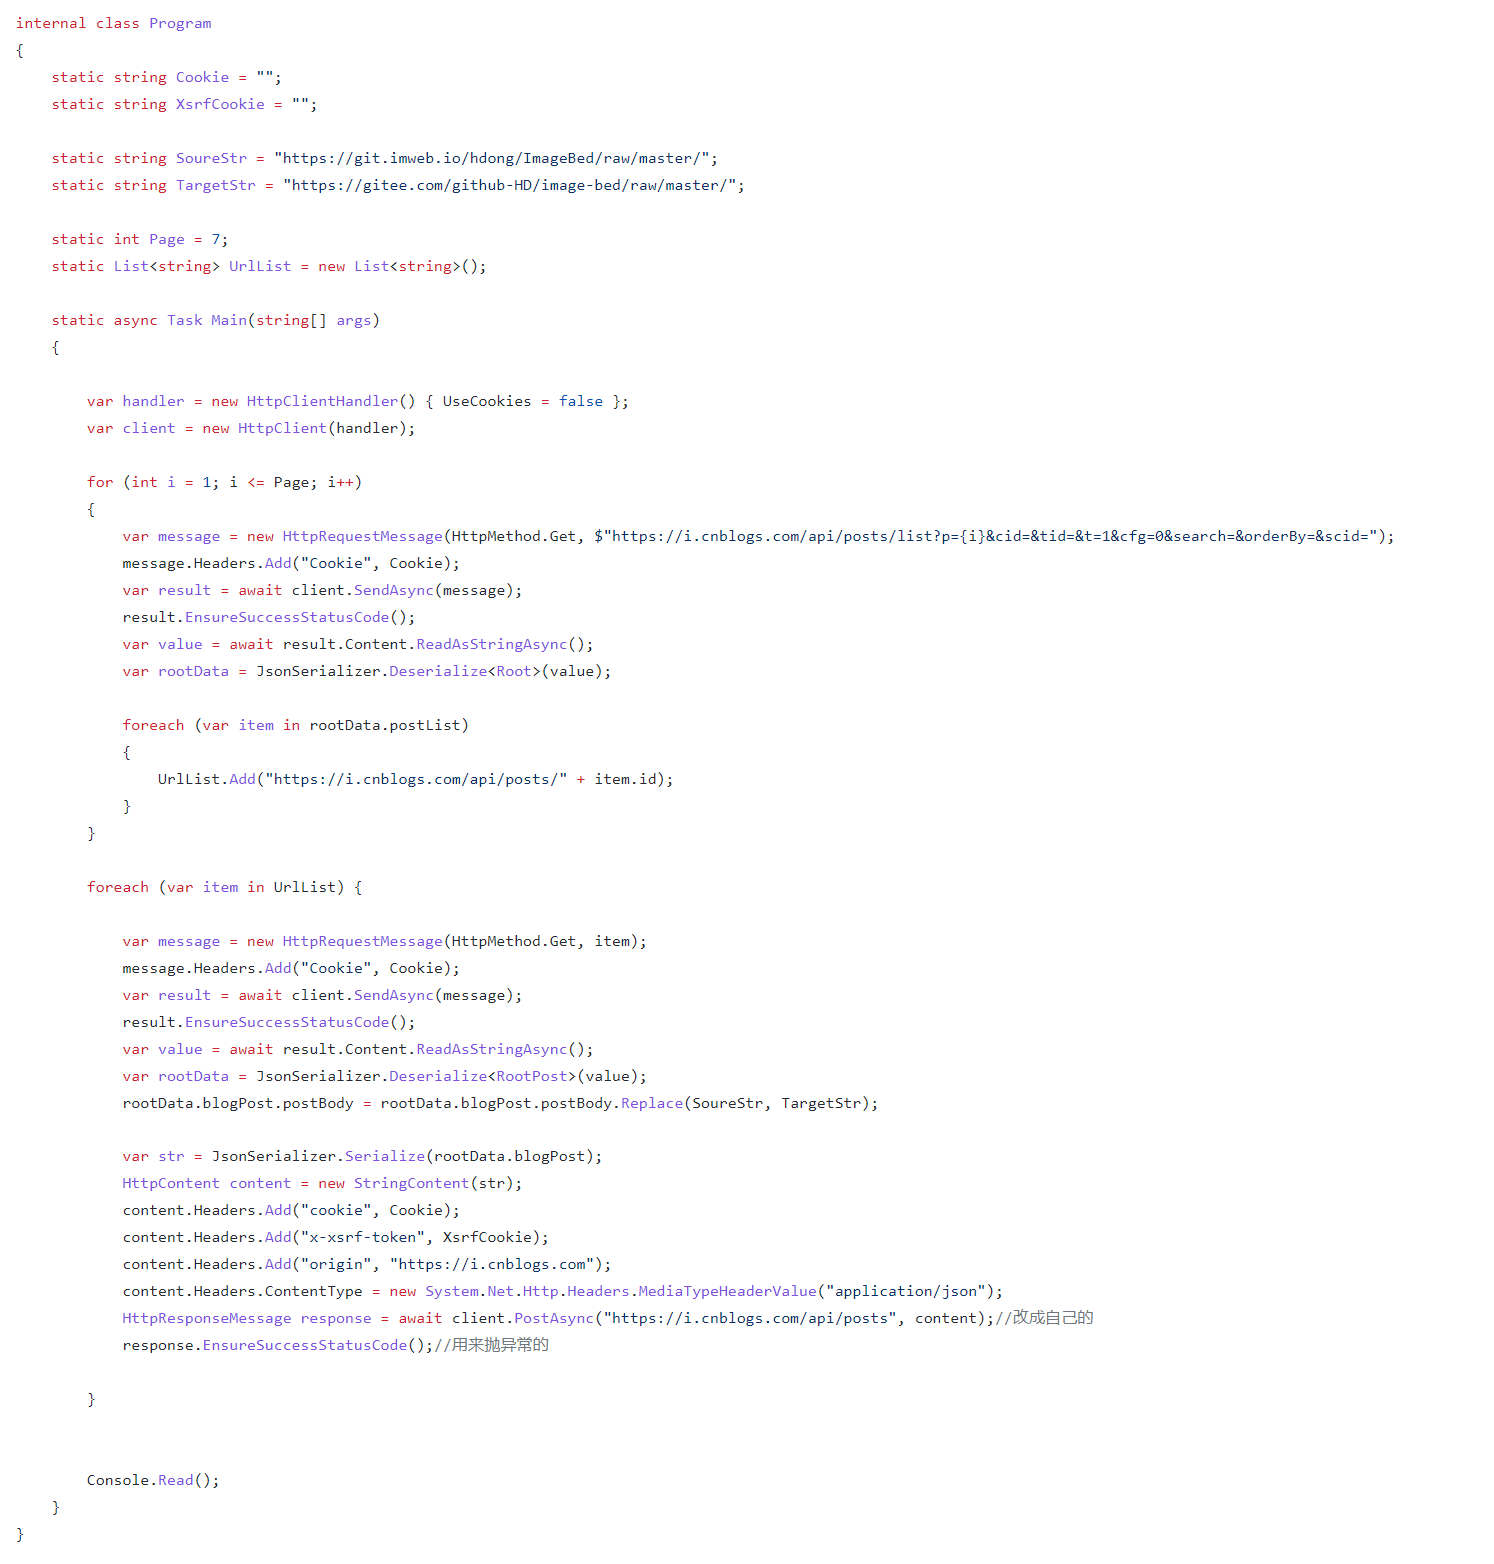 internal class Program
{
    static string Cookie = "";
    static string XsrfCookie = "";

    static string SoureStr = "https://git.imweb.io/hdong/ImageBed/raw/master/";
    static string TargetStr = "https://gitee.com/github-HD/image-bed/raw/master/";

    static int Page = 7;
    static List<string> UrlList = new List<string>();

    static async Task Main(string[] args)
    {

        var handler = new HttpClientHandler() { UseCookies = false };
        var client = new HttpClient(handler);

        for (int i = 1; i <= Page; i++)
        {
            var message = new HttpRequestMessage(HttpMethod.Get, $"https://i.cnblogs.com/api/posts/list?p={i}&cid=&tid=&t=1&cfg=0&search=&orderBy=&scid=");
            message.Headers.Add("Cookie", Cookie);
            var result = await client.SendAsync(message);
            result.EnsureSuccessStatusCode();
            var value = await result.Content.ReadAsStringAsync();
            var rootData = JsonSerializer.Deserialize<Root>(value);

            foreach (var item in rootData.postList)
            {
                UrlList.Add("https://i.cnblogs.com/api/posts/" + item.id);
            }
        }

        foreach (var item in UrlList) {

            var message = new HttpRequestMessage(HttpMethod.Get, item);
            message.Headers.Add("Cookie", Cookie);
            var result = await client.SendAsync(message);
            result.EnsureSuccessStatusCode();
            var value = await result.Content.ReadAsStringAsync();
            var rootData = JsonSerializer.Deserialize<RootPost>(value);
            rootData.blogPost.postBody = rootData.blogPost.postBody.Replace(SoureStr, TargetStr);

            var str = JsonSerializer.Serialize(rootData.blogPost);
            HttpContent content = new StringContent(str);
            content.Headers.Add("cookie", Cookie);
            content.Headers.Add("x-xsrf-token", XsrfCookie);
            content.Headers.Add("origin", "https://i.cnblogs.com");
            content.Headers.ContentType = new System.Net.Http.Headers.MediaTypeHeaderValue("application/json");
            HttpResponseMessage response = await client.PostAsync("https://i.cnblogs.com/api/posts", content);//改成自己的
            response.EnsureSuccessStatusCode();//用来抛异常的

        }


        Console.Read();
    }
}